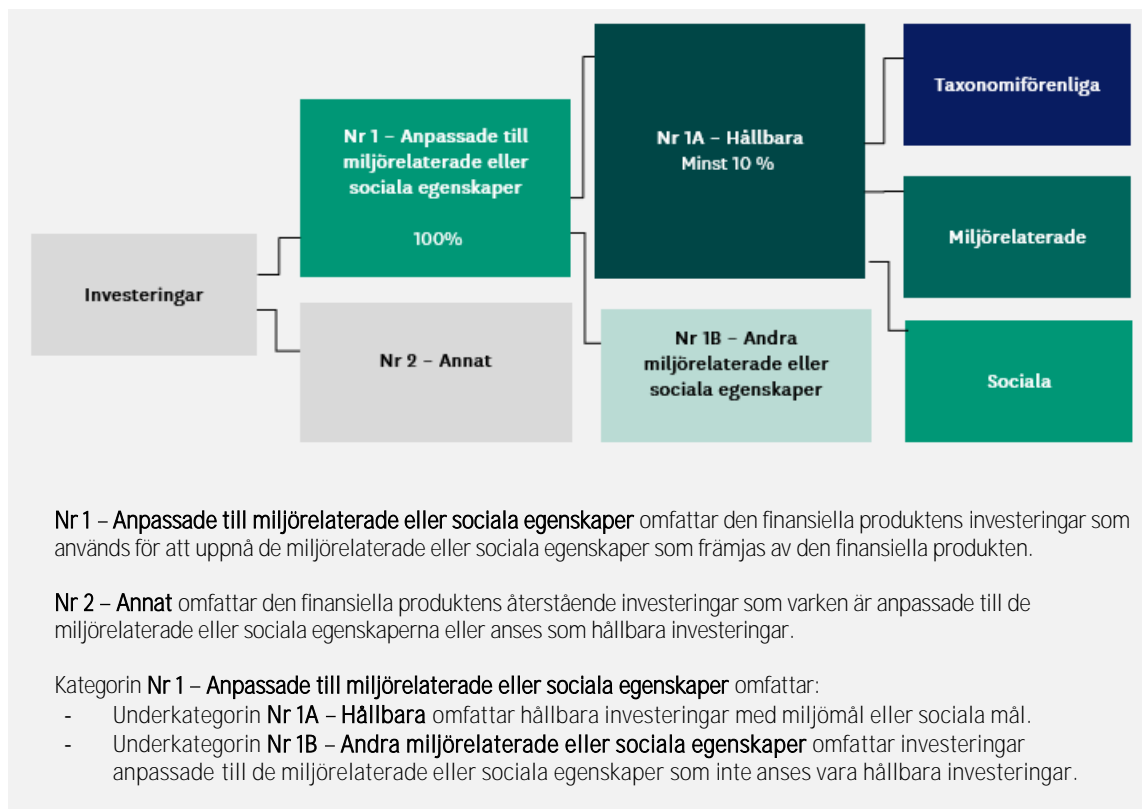 Investeringar
Nr 1 – Anpassade till
miljörelaterade eller
sociala egenskaper
100%
Nr 2 – Annat
Nr 1A – Hållbara
Minst 10 %
Nr 1B – Andra
miljörelaterade eller
sociala egenskaper
Taxonomiförenliga
Miljörelaterade
Sociala
Nr 1 – Anpassade till miljörelaterade eller sociala egenskaper omfattar den finansiella produktens investeringar som
används för att uppnå de miljörelaterade eller sociala egenskaper som främjas av den finansiella produkten.
Nr 2 – Annat omfattar den finansiella produktens återstående investeringar som varken är anpassade till de
miljörelaterade eller sociala egenskaperna eller anses som hållbara investeringar.
Kategorin Nr 1 – Anpassade till miljörelaterade eller sociala egenskaper omfattar:
- Underkategorin Nr 1A – Hållbara omfattar hållbara investeringar med miljömål eller sociala mål.
- Underkategorin Nr 1B – Andra miljörelaterade eller sociala egenskaper omfattar investeringar
anpassade till de miljörelaterade eller sociala egenskaper som inte anses vara hållbara investeringar.